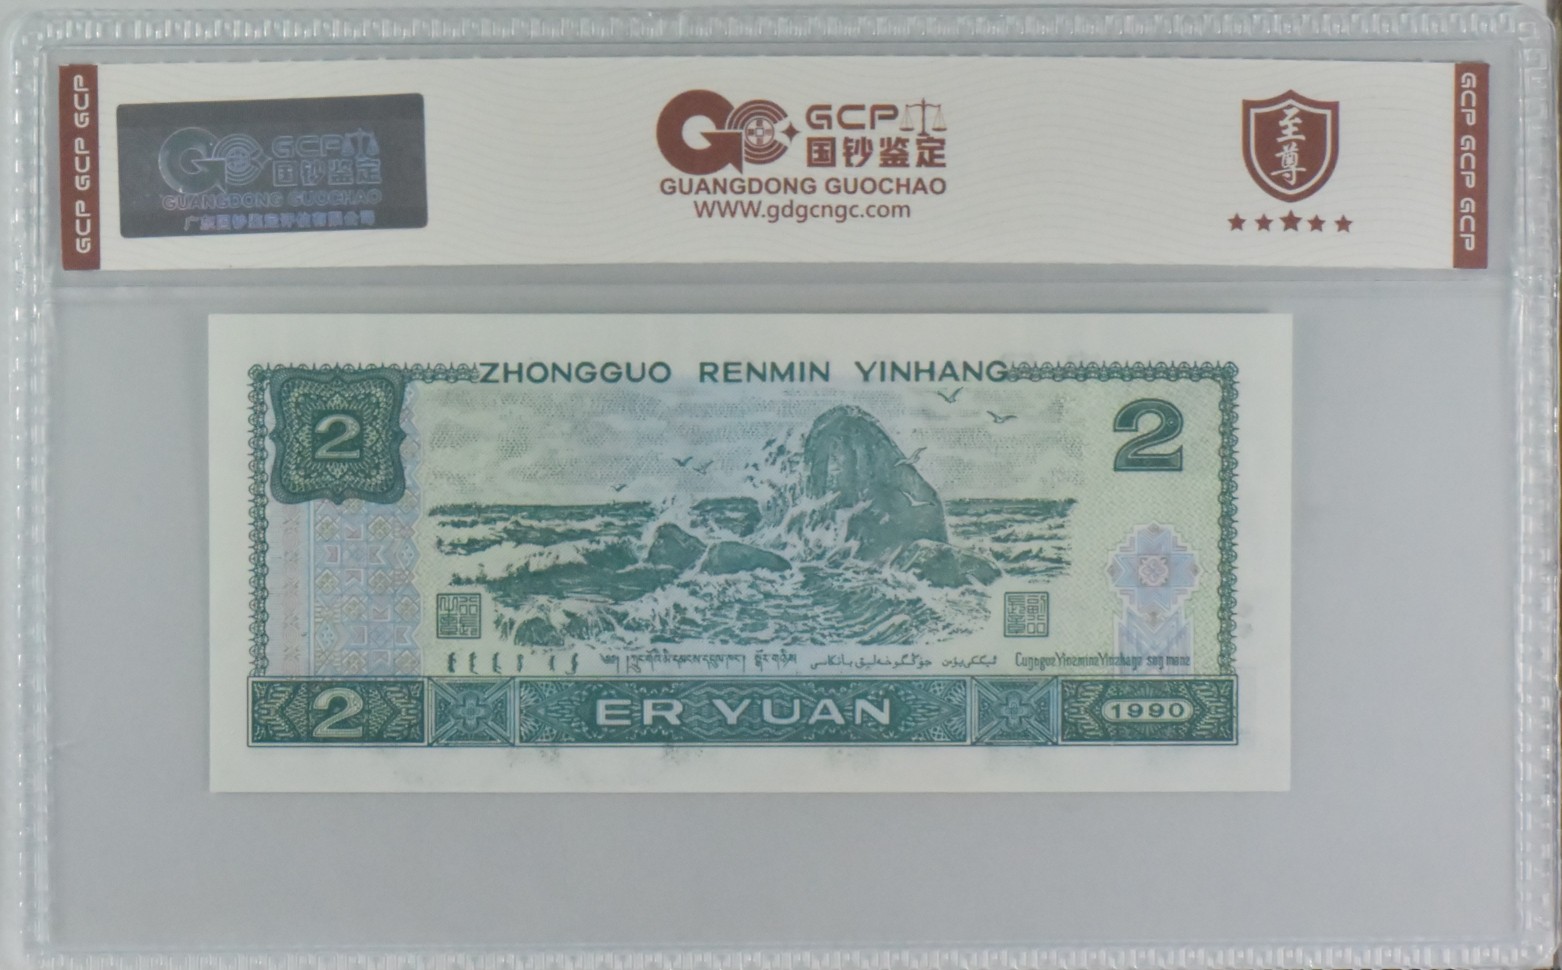 GCP GCP GCP
GCP
国钞鉴定
GUANGDONG GUOCHAO
GCP
国钞鉴定
GUANGDONG GUOCHAO
WWW.gdgcngc.com
至
尊
GCP GCP GCP
ZHONGGUO RENMIN YINHANG
2
2
ER YUAN
2
1990